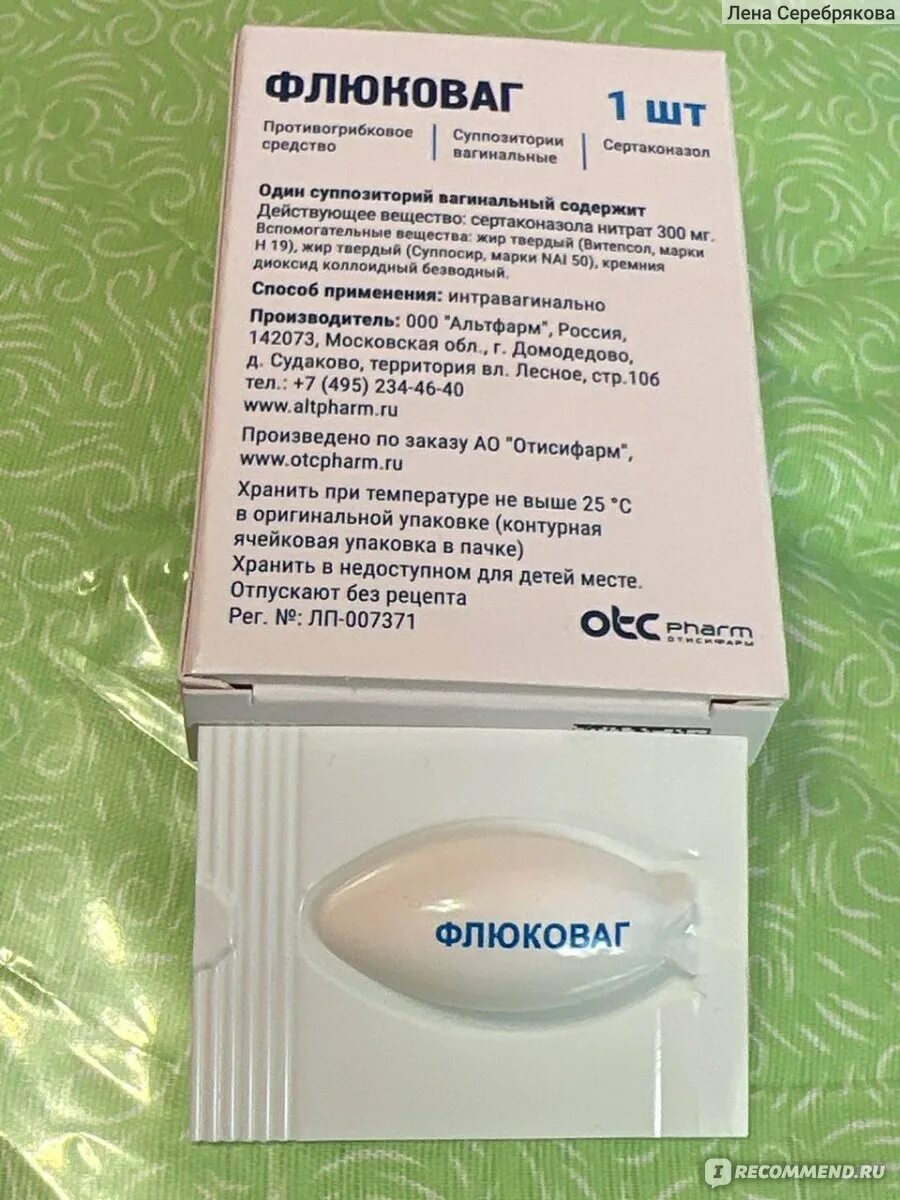 Лена Серебрякова
ФЛЮКОВАГ
1 шт
Противогрибковое
средство
Суппозитории
вагинальные
Сертаконазол
Один суппозиторий вагинальный содержит
Действующее вещество: сертаконазола нитрат 300 мг.
Вспомогательные вещества: жир твердый (Витепсол, марки
Н 19), жир твердый (Суппосир, марки NAI 50), кремния
диоксид коллоидный безводный.
Способ применения: интравагинально
Производитель: ООО "Альтфарм", Россия,
142073, Московская обл., г. Домодедово,
д. Судаково, территория вл. Лесное, стр.10б
тел.: +7 (495) 234-46-40
www.altpharm.ru
Произведено по заказу АО "Отисифарм",
www.otcpharm.ru
Хранить при температуре не выше 25 °С
в оригинальной упаковке (контурная
ячейковая упаковка в пачке)
Хранить в недоступном для детей месте.
Отпускают без рецепта
Рег. №: ЛП-007371
otc pharm
ОТИСИФАРМ
ФЛЮКОВАГ
IRECOMMEND.RU